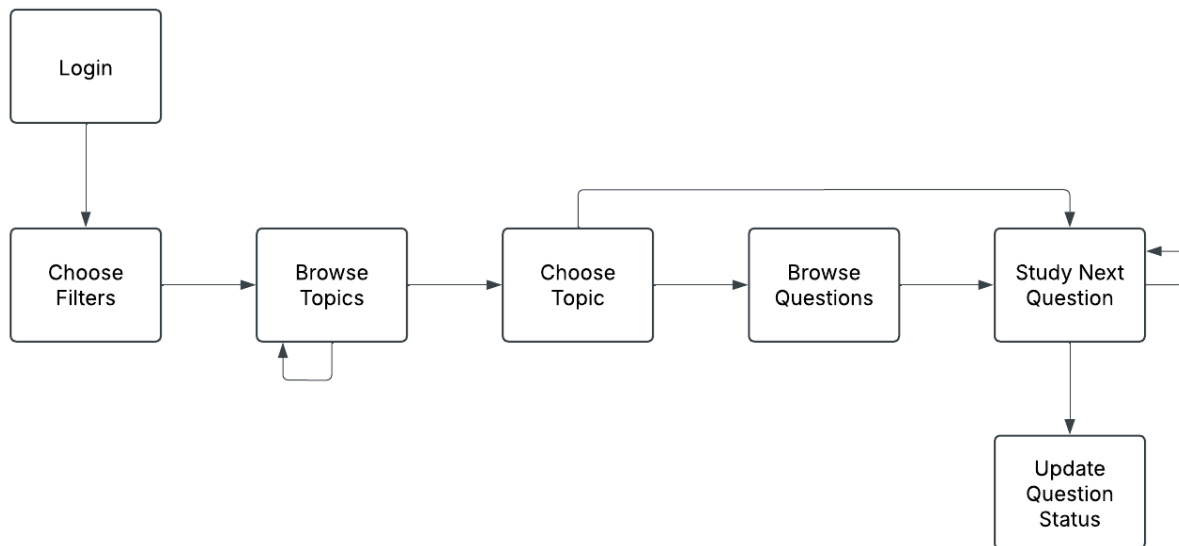 Login
Choose
Filters
Browse
Topics
Choose
Topic
Browse
Questions
Study Next
Question
Update
Question
Status